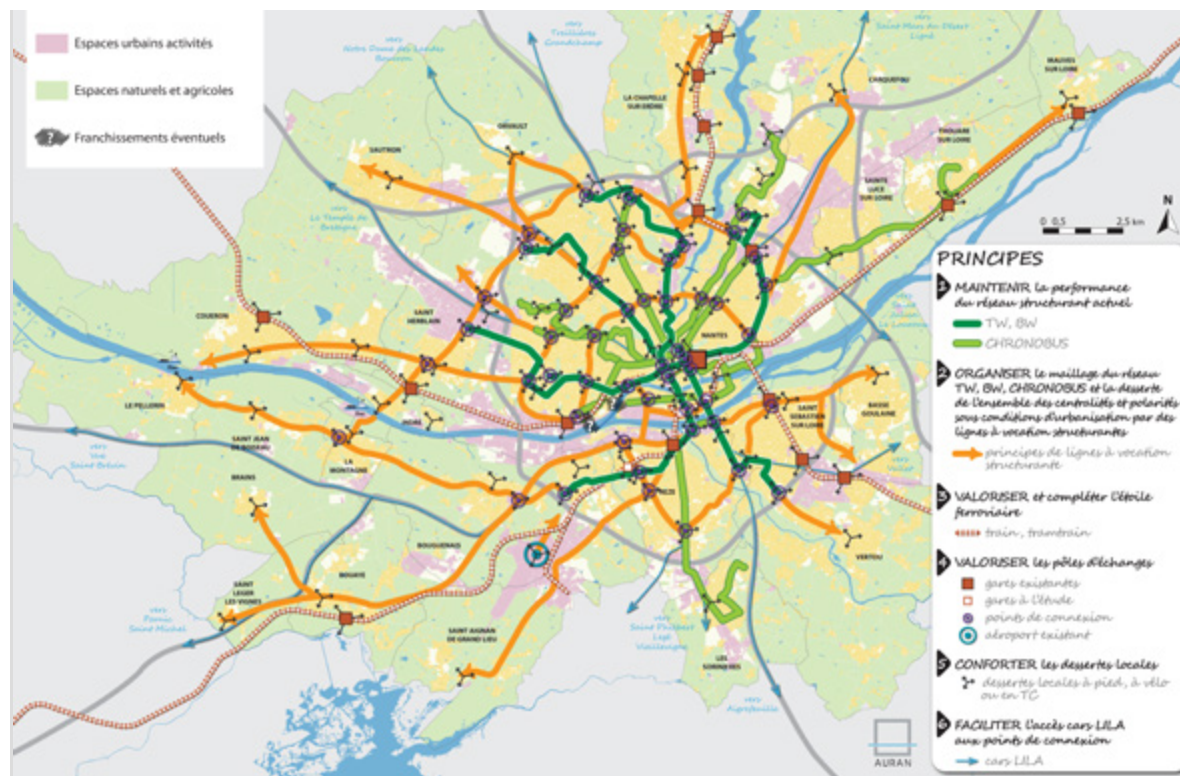 Espaces urbains activités
Espaces naturels et agricoles
? Franchissements éventuels
vers
Notre Dame des Landes
Bouvron
vers
Treillières
Grandchamp
vers
Saint Mars du Désert
Ligné
MAUVES
SUR LOIRE
CARQUEFOU
LA CHAPELLE
SUR ERDRE
THOUARE
SUR LOIRE
ORVAULT
SAUTRON
SAINTE
LUCE
SUR LOIRE
vers
Le Temple de
Bretagne
N
0 0,5 2,5 km
COUERON
SAINT
HERBLAIN
NANTES
LE PELLERIN
SAINT JEAN
DE BOISEAU
LA
MONTAGNE
BASSE
GOULAINE
SAINT
SEBASTIEN
SUR LOIRE
vers
Vallet
vers
Vue
Saint Brévin
BRAINS
REZE
BOUGUENAIS
VERTOU
BOUAYE
SAINT
LEGER
LES VIGNES
vers
Pornic
Saint Michel
SAINT AIGNAN
DE GRAND LIEU
vers
Saint Philbert
Legé
LES
SORINIERES
vers
Aigrefeuille
AURAN
PRINCIPES
1 MAINTENIR la performance
du réseau structurant actuel
TW, BW
CHRONOBUS
2 ORGANISER le maillage du réseau
TW, BW, CHRONOBUS et la desserte
de l'ensemble des centralités et polarités
sous conditions d'urbanisation par des
lignes à vocation structurantes
principes de lignes à vocation
structurante
3 VALORISER et compléter l'étoile
ferroviaire
train, tramtrain
4 VALORISER les pôles d'échanges
gares existantes
gares à l'étude
points de connexion
aéroport existant
5 CONFORTER les dessertes locales
dessertes locales à pied, à vélo
ou en TC
6 FACILITER l'accès cars LILA
aux points de connexion
cars LILA